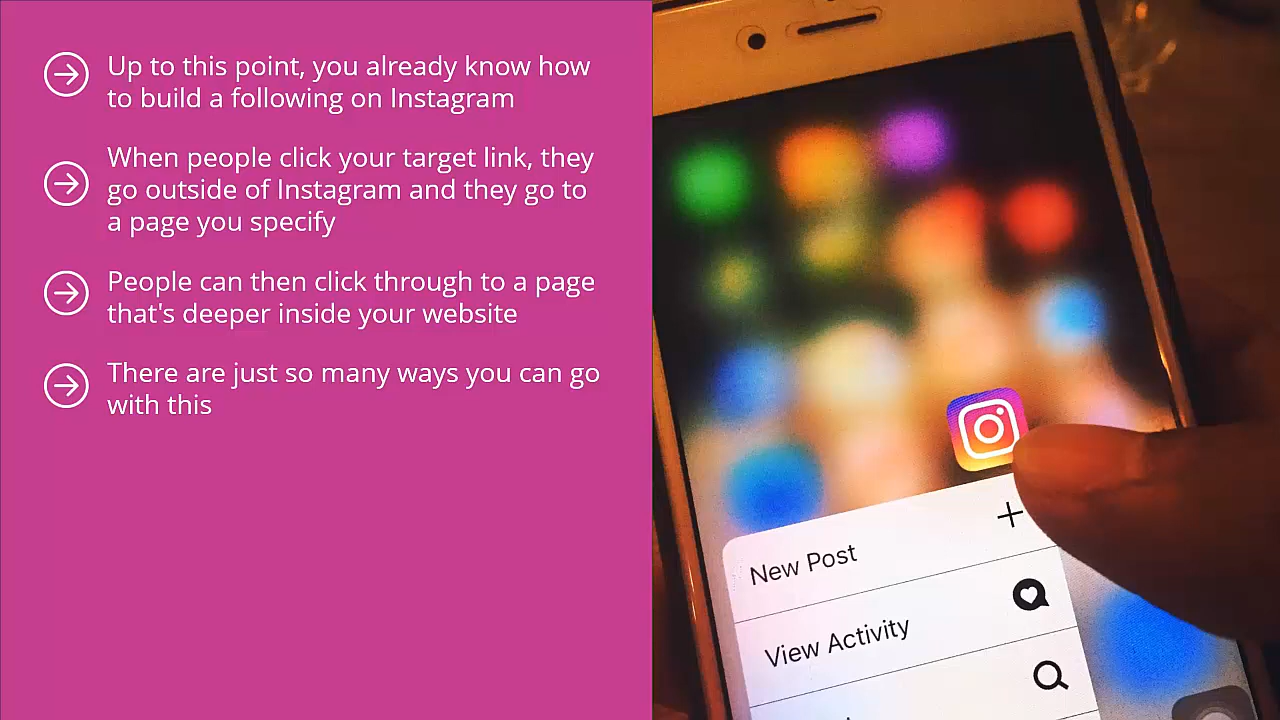 Up to this point, you already know how
to build a following on Instagram
When people click your target link, they
go outside of Instagram and they go to
a page you specify
People can then click through to a page
that's deeper inside your website
There are just so many ways you can go
with this
New Post
View Activity